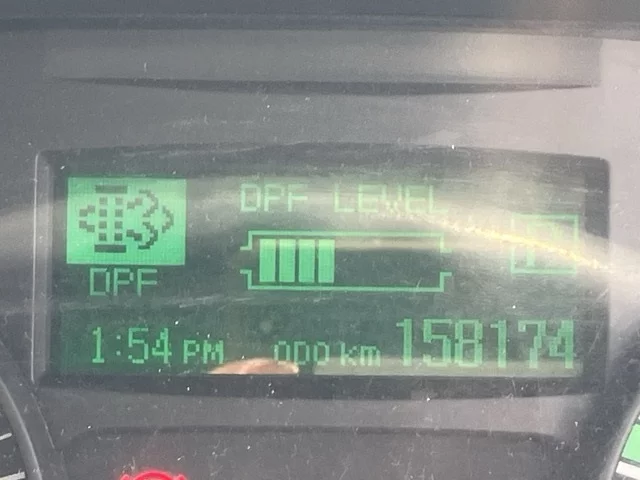 DPF LEVEL
P
DPF
1:54 PM ODO km 158174